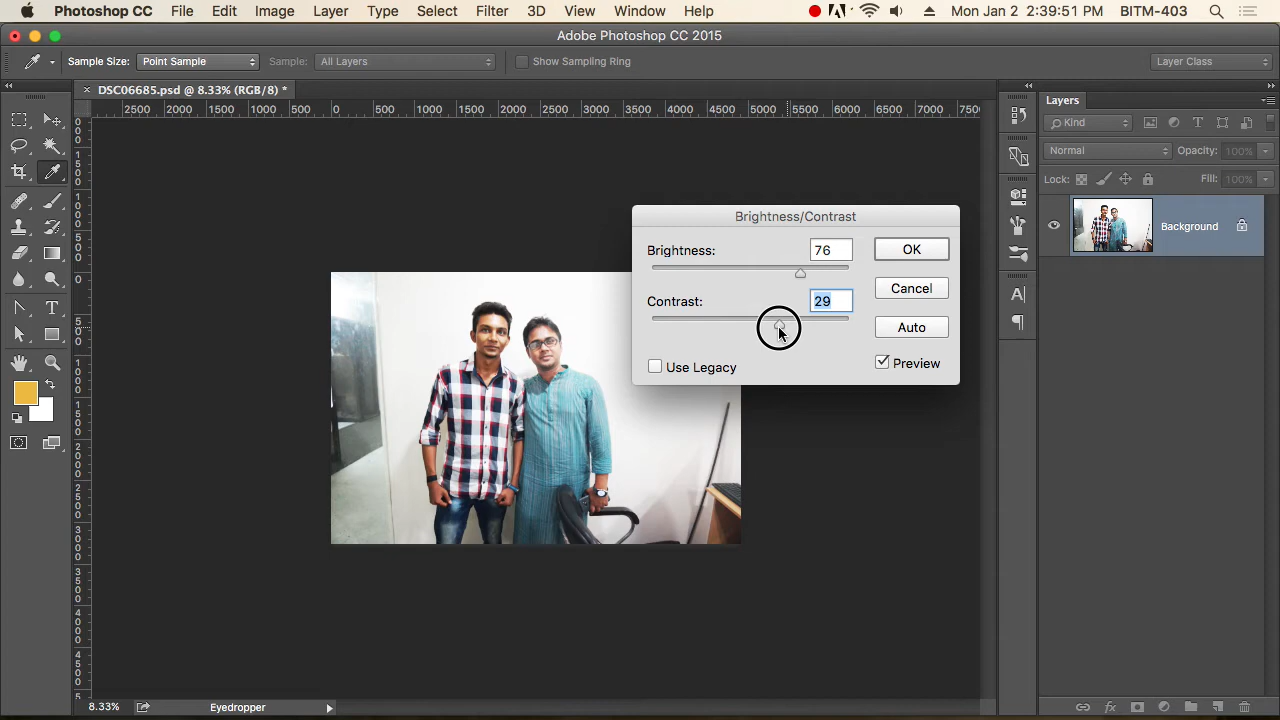 Photoshop CC File Edit Image Layer Type Select Filter 3D View Window Help Mon Jan 2 2:39:51 PM BITM-403
Adobe Photoshop CC 2015
Sample Size: Point Sample Sample: All Layers Show Sampling Ring Layer Class
DSC06685.psd @ 8.33% (RGB/8) *
2500 2000 1500 1000 500 0 500 1000 1500 2000 2500 3000 3500 4000 4500 5000 5500 6000 6500 7000 750
Layers
Kind
Normal Opacity: 100%
Lock: Fill: 100%
Background
Brightness/Contrast
Brightness: 76 OK
Cancel
Contrast: 29
Auto
Use Legacy Preview
8.33% Eyedropper